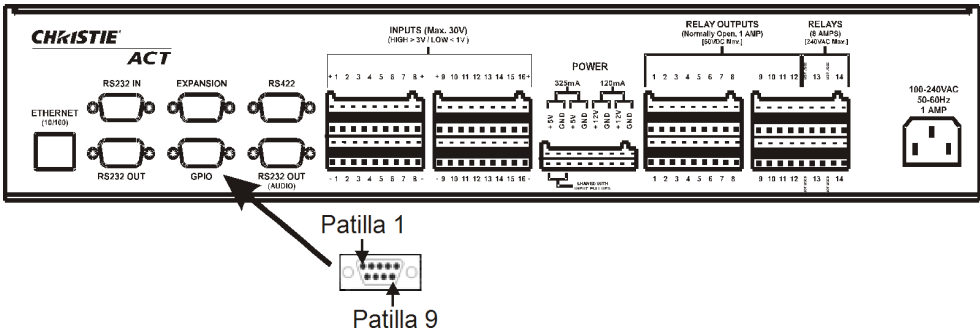 CHRISTIE
ACT
INPUTS (Max. 30V)
(HIGH > 3V / LOW < 1V)
RELAY OUTPUTS
(Normally Open, 1 AMP)
[50VDC Max.]
RELAYS
(8 AMPS)
[240VAC Max.]
RS232 IN
EXPANSION
RS422
POWER
325mA
120mA
+ 1 2 3 4 5 6 7 8 +
+ 9 10 11 12 13 14 15 16 +
+5V GND +5V GND +12V GND +12V GND
1 2 3 4 5 6 7 8
9 10 11 12 13 14
ETHERNET
(10/100)
100-240VAC
50-60Hz
1 AMP
RS232 OUT
GPIO
RS232 OUT
(AUDIO)
- 1 2 3 4 5 6 7 8 -
- 9 10 11 12 13 14 15 16 -
SHARED WITH
1 2 3 4 5 6 7 8
9 10 11 12 13 14
Patilla 1
Patilla 9